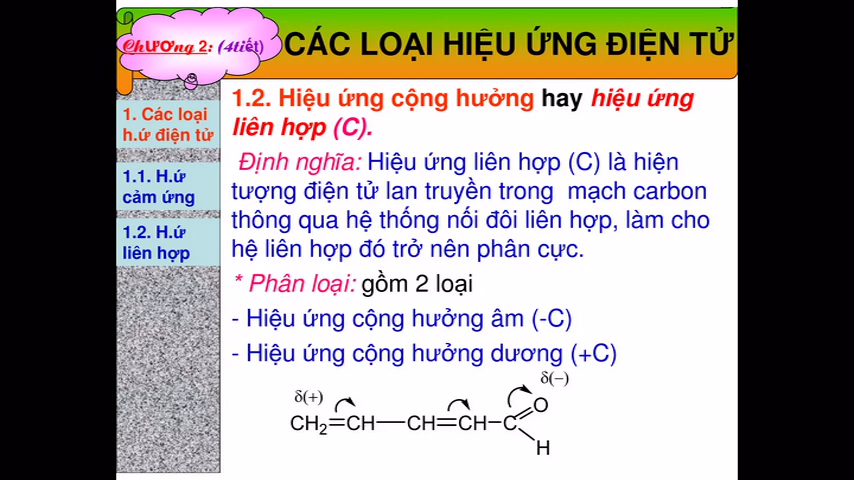 Chương 2: (4tiết)
CÁC LOẠI HIỆU ỨNG ĐIỆN TỬ
1. Các loại
h.ứ điện tử
1.1. H.ứ
cảm ứng
1.2. H.ứ
liên hợp
1.2. Hiệu ứng cộng hưởng hay hiệu ứng
liên hợp (C).
Định nghĩa: Hiệu ứng liên hợp (C) là hiện
tượng điện tử lan truyền trong mạch carbon
thông qua hệ thống nối đôi liên hợp, làm cho
hệ liên hợp đó trở nên phân cực.
* Phân loại: gồm 2 loại
- Hiệu ứng cộng hưởng âm (-C)
- Hiệu ứng cộng hưởng dương (+C)
δ(+) δ(−)
CH₂=CH—CH=CH—C=O
H